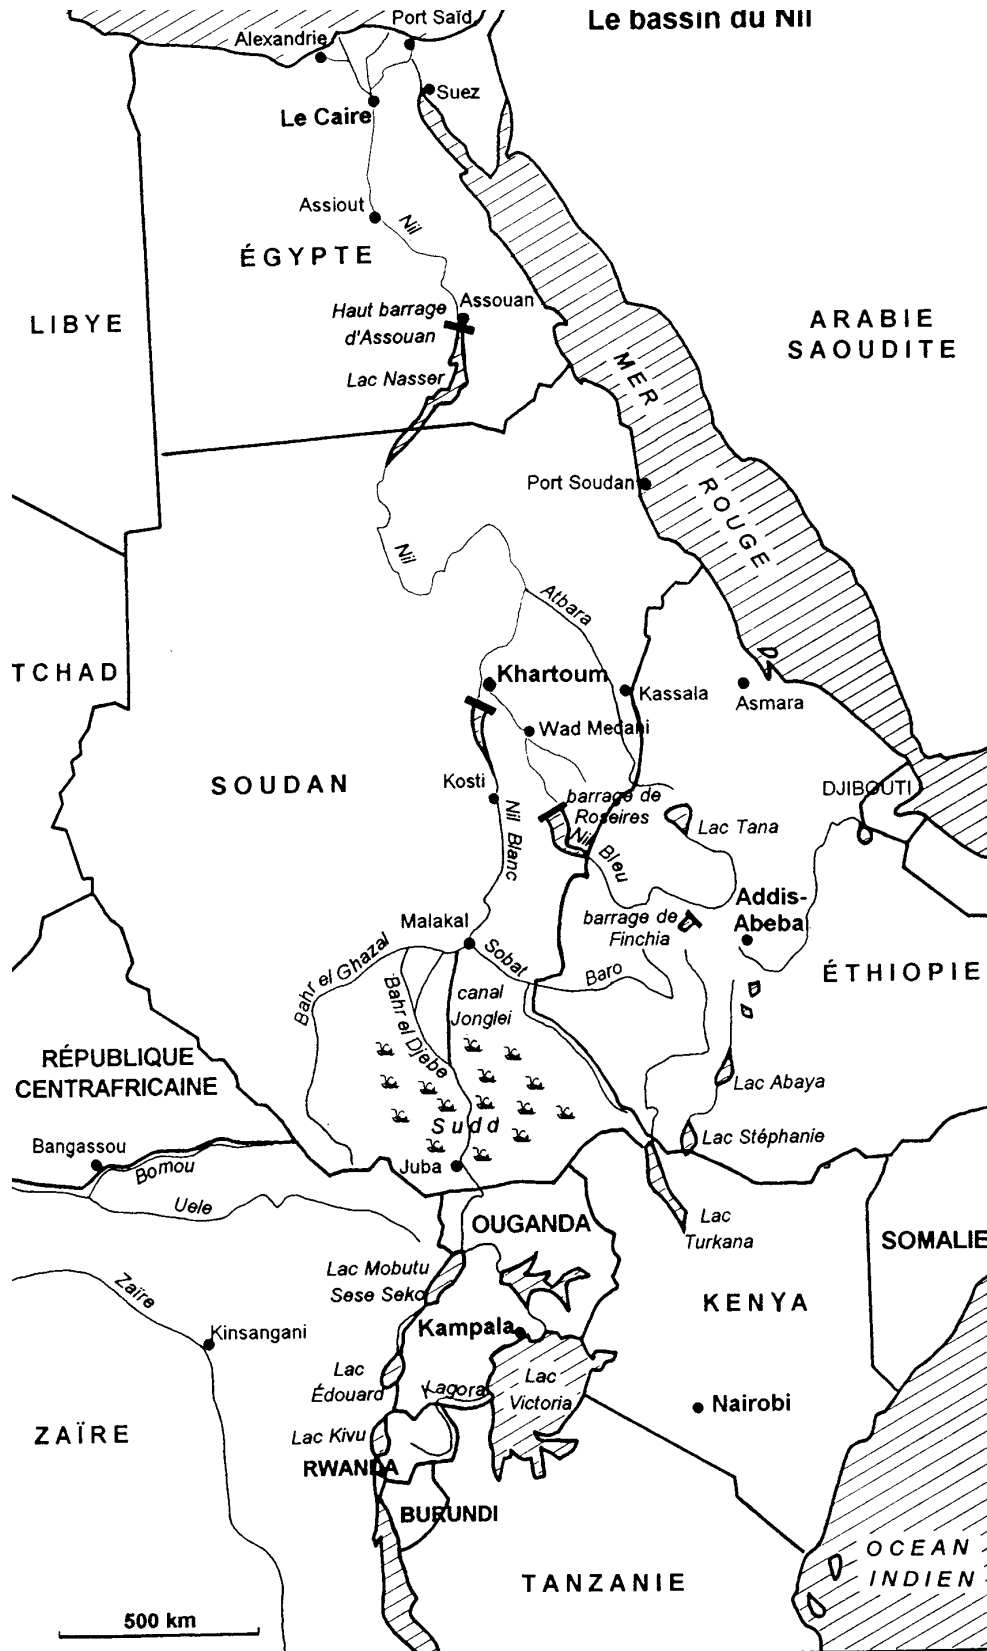 Le bassin du Nil
Port Saïd
Alexandrie
Suez
Le Caire
Assiout
Nil
ÉGYPTE
Assouan
Haut barrage
d'Assouan
LIBYE
ARABIE
SAOUDITE
Lac Nasser
MER
ROUGE
Port Soudan
Nil
Atbara
TCHAD
Khartoum
Kassala
Asmara
Wad Medani
SOUDAN
Kosti
DJIBOUTI
barrage de
Roseires
Lac Tana
Nil Blanc
Nil Bleu
Addis-
Abeba
Malakal
barrage de
Finchia
Sobat
Bahr el Ghazal
Baro
ÉTHIOPIE
Bahr el Djebe
canal
Jonglei
RÉPUBLIQUE
CENTRAFRICAINE
Lac Abaya
Sudd
Lac Stéphanie
Bangassou
Bomou
Juba
Uele
OUGANDA
Lac
Turkana
SOMALIE
Lac Mobutu
Sese Seko
Zaïre
KENYA
Kampala
Kinsangani
Lac
Édouard
Kagora
Lac
Victoria
Nairobi
ZAÏRE
Lac Kivu
RWANDA
BURUNDI
OCEAN
INDIEN
TANZANIE
500 km